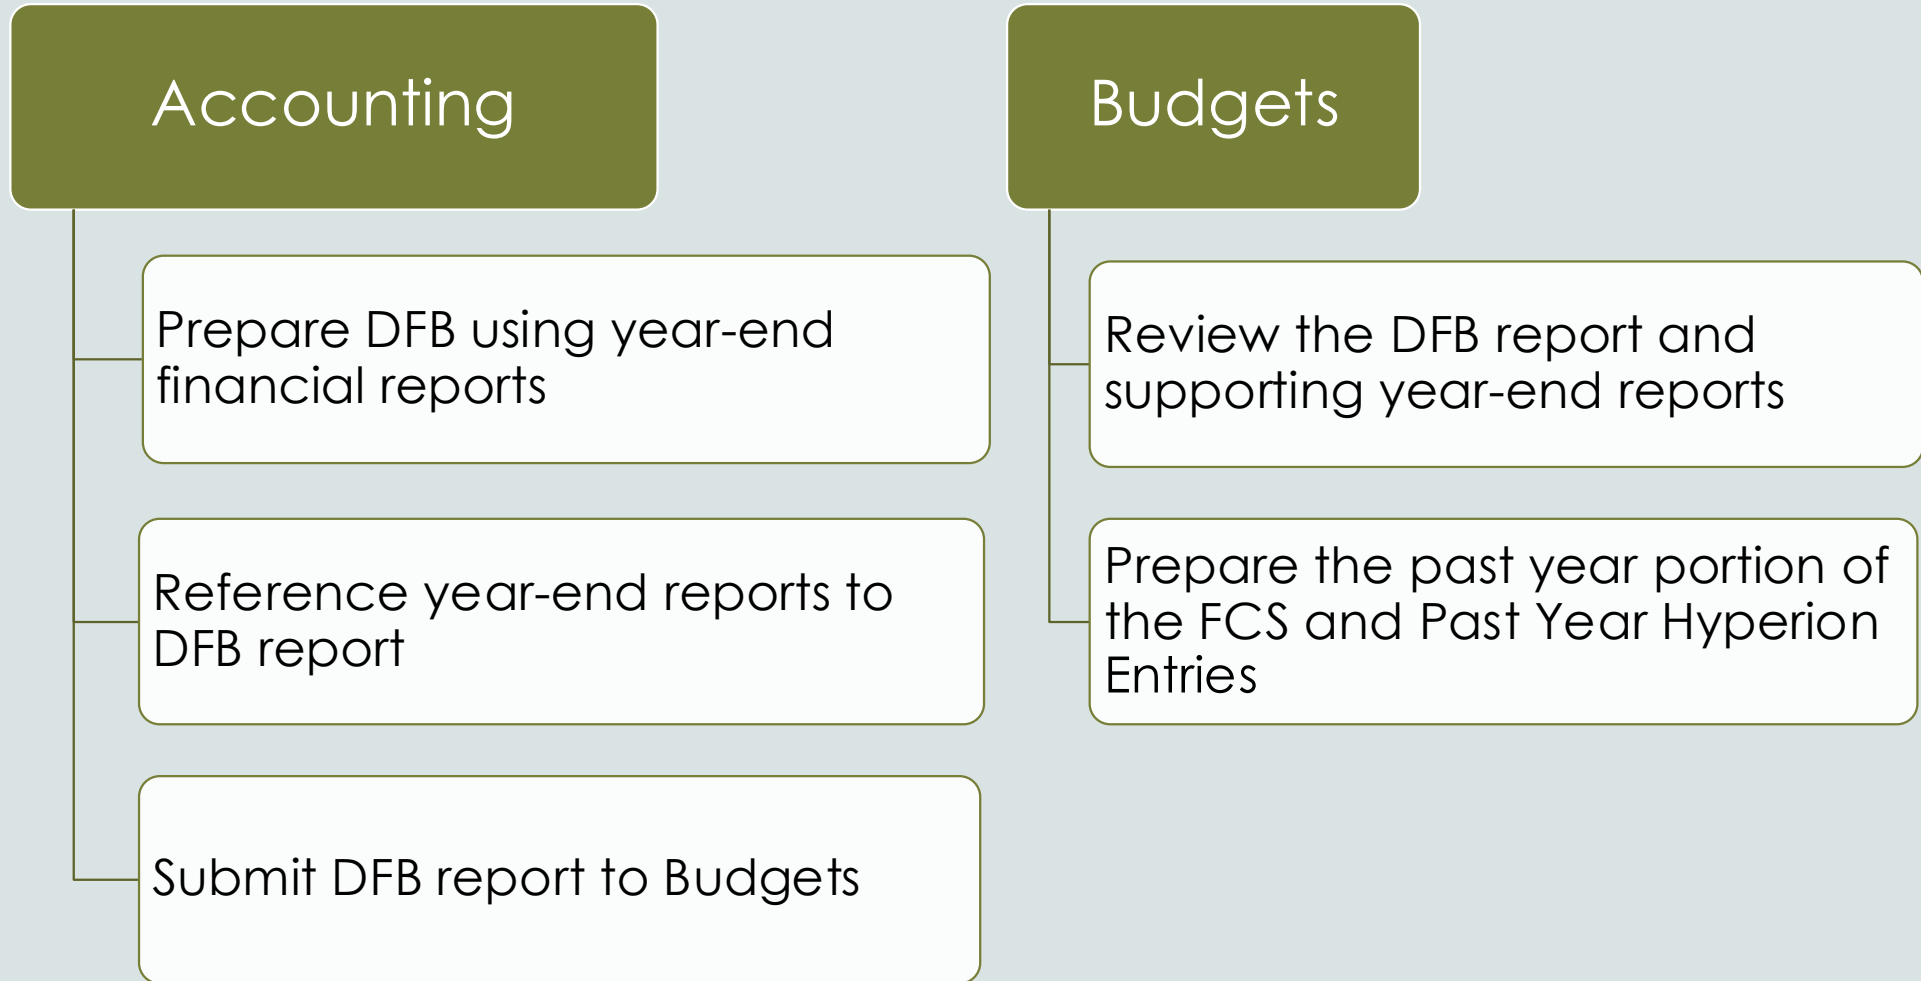 Accounting
Prepare DFB using year-end
financial reports
Reference year-end reports to
DFB report
Submit DFB report to Budgets
Budgets
Review the DFB report and
supporting year-end reports
Prepare the past year portion of
the FCS and Past Year Hyperion
Entries